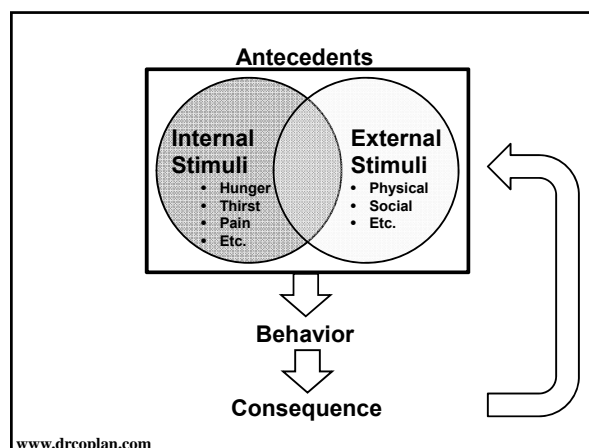 Antecedents
Internal
Stimuli
• Hunger
• Thirst
• Pain
• Etc.
External
Stimuli
• Physical
• Social
• Etc.
Behavior
Consequence
www.drcoplan.com